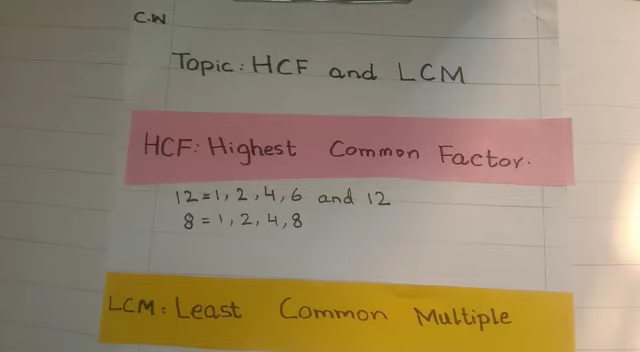 C.W
Topic: HCF and LCM
HCF: Highest Common Factor.
12 = 1, 2, 4, 6 and 12
8 = 1, 2, 4, 8
LCM: Least Common Multiple